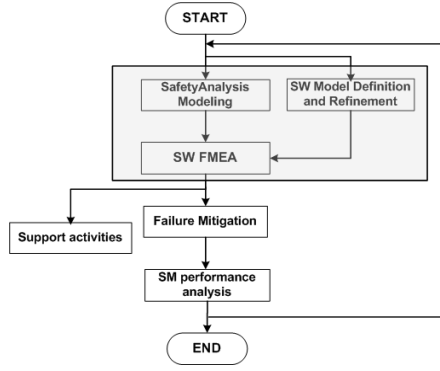 START
SafetyAnalysis
Modeling
SW Model Definition
and Refinement
SW FMEA
Support activities
Failure Mitigation
SM performance
analysis
END